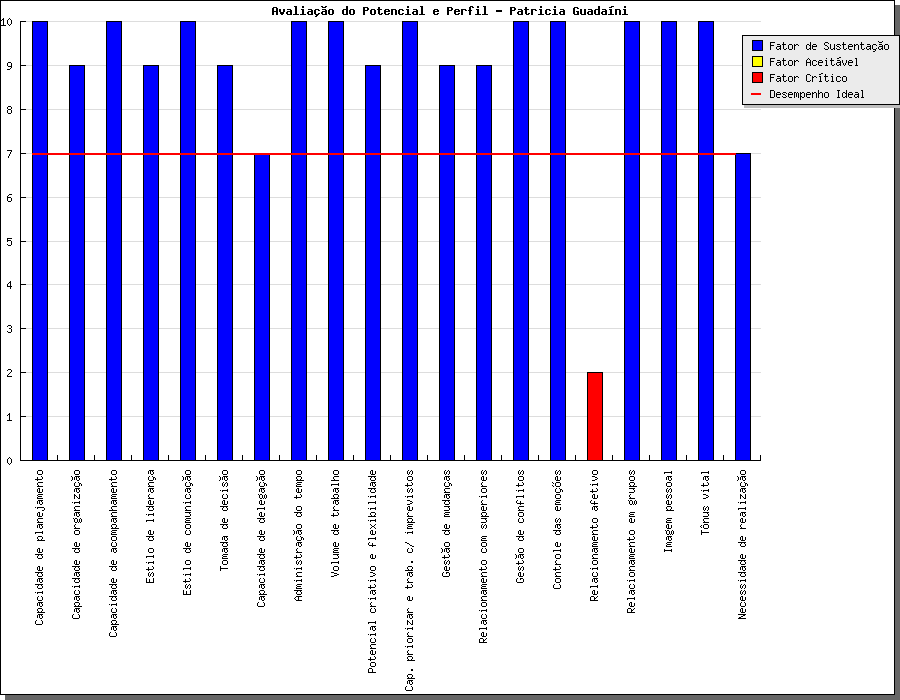 Avaliação do Potencial e Perfil - Patricia Guadaíni
Fator de Sustentação
Fator Aceitável
Fator Crítico
Desempenho Ideal
10
9
8
7
6
5
4
3
2
1
0
Capacidade de planejamento
Capacidade de organização
Capacidade de acompanhamento
Estilo de liderança
Estilo de comunicação
Tomada de decisão
Capacidade de delegação
Administração do tempo
Volume de trabalho
Potencial criativo e flexibilidade
Cap. priorizar e trab. c/ imprevistos
Gestão de mudanças
Relacionamento com superiores
Gestão de conflitos
Controle das emoções
Relacionamento afetivo
Relacionamento em grupos
Imagem pessoal
Tônus vital
Necessidade de realização